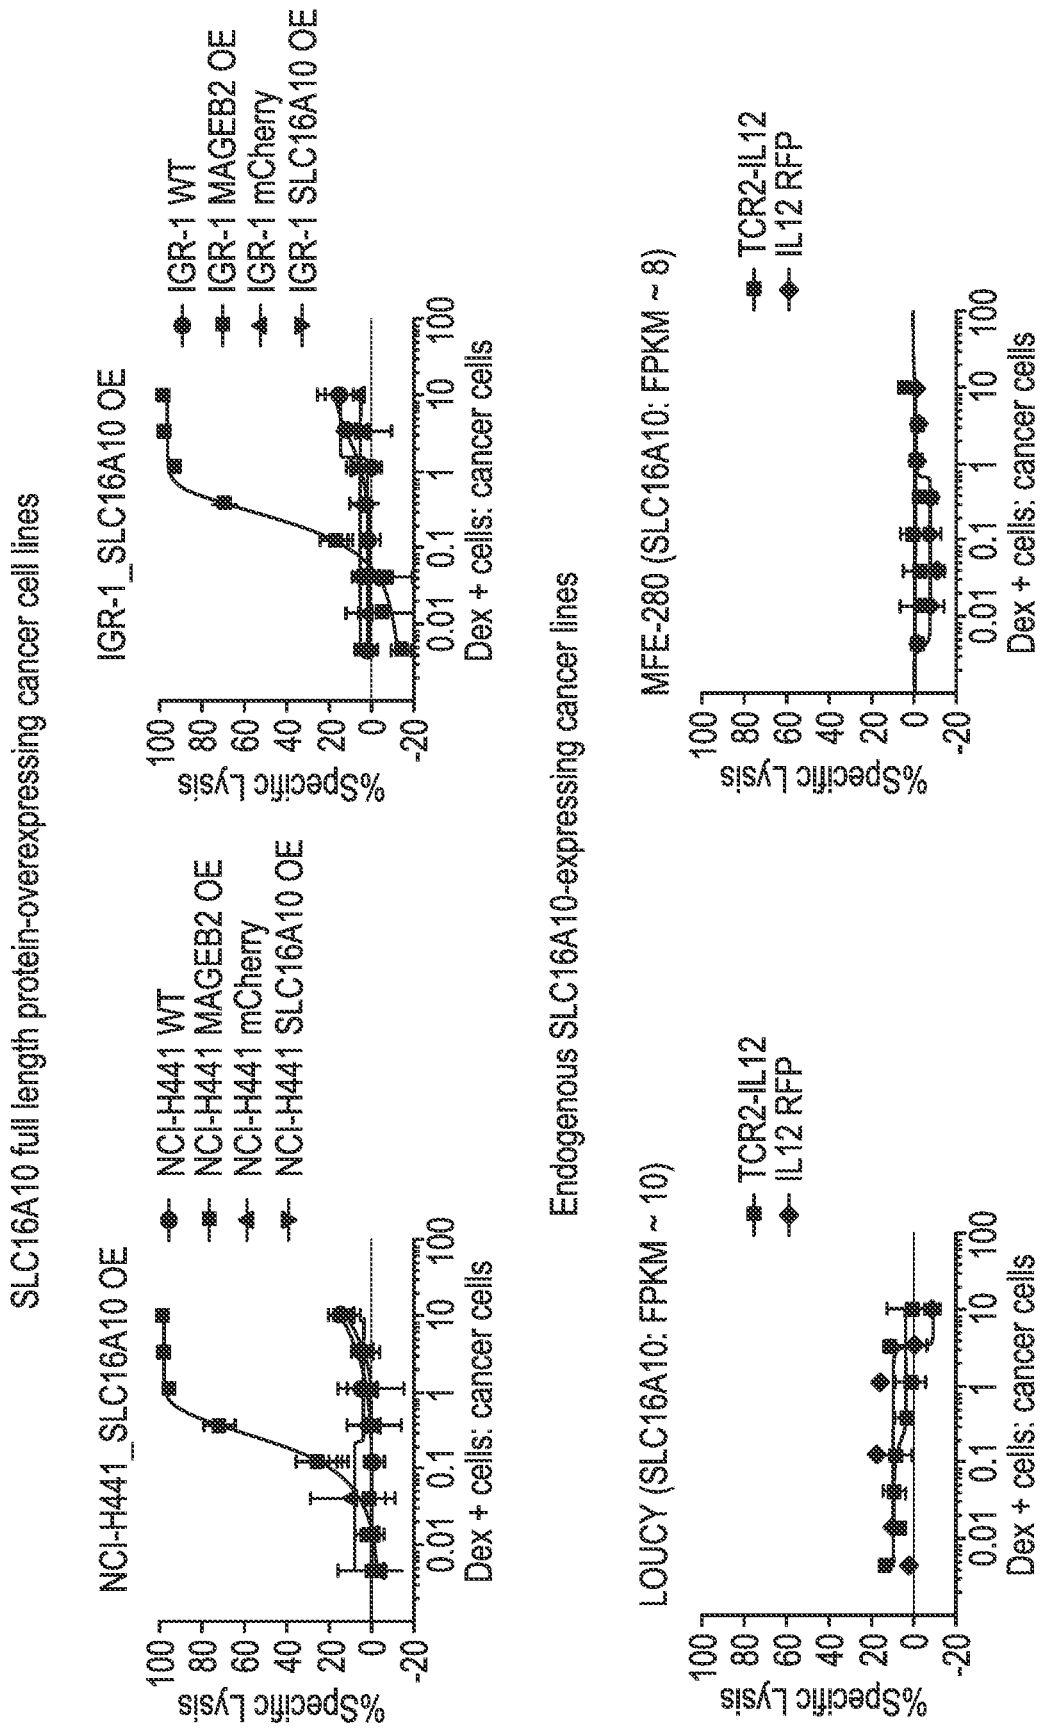 SLC16A10 full length protein-overexpressing cancer cell lines
NCI-H441_SLC16A10 OE
%Specific Lysis
100
80
60
40
20
0
-20
0.01
0.1
1
10
100
Dex + cells: cancer cells
NCI-H441 WT
NCI-H441 MAGEB2 OE
NCI-H441 mCherry
NCI-H441 SLC16A10 OE
IGR-1_SLC16A10 OE
%Specific Lysis
100
80
60
40
20
0
-20
0.01
0.1
1
10
100
Dex + cells: cancer cells
IGR-1 WT
IGR-1 MAGEB2 OE
IGR-1 mCherry
IGR-1 SLC16A10 OE
Endogenous SLC16A10-expressing cancer lines
LOUCY (SLC16A10: FPKM ~ 10)
%Specific Lysis
100
80
60
40
20
0
-20
0.01
0.1
1
10
100
Dex + cells: cancer cells
TCR2-IL12
IL12 RFP
MFE-280 (SLC16A10: FPKM ~ 8)
%Specific Lysis
100
80
60
40
20
0
-20
0.01
0.1
1
10
100
Dex + cells: cancer cells
TCR2-IL12
IL12 RFP